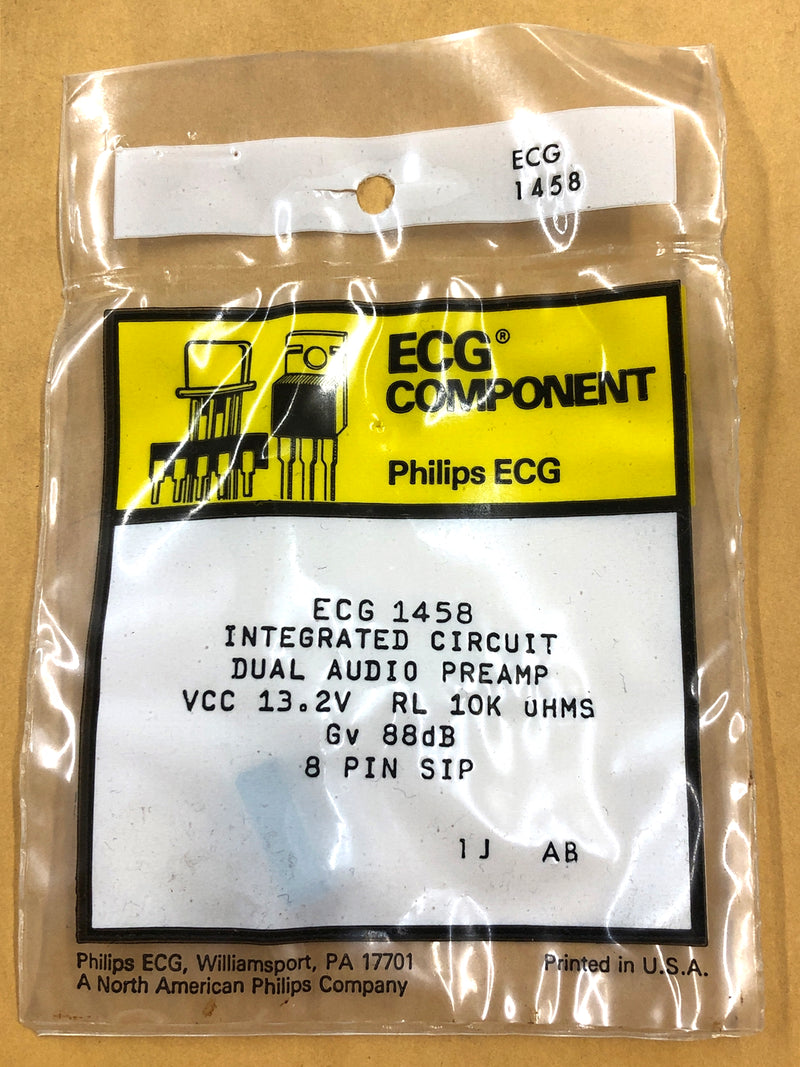 ECG
1458
ECG®
COMPONENT
Philips ECG
ECG 1458
INTEGRATED CIRCUIT
DUAL AUDIO PREAMP
VCC 13.2V RL 10K OHMS
Gv 88dB
8 PIN SIP
1J AB
Philips ECG, Williamsport, PA 17701
Printed in U.S.A.
A North American Philips Company